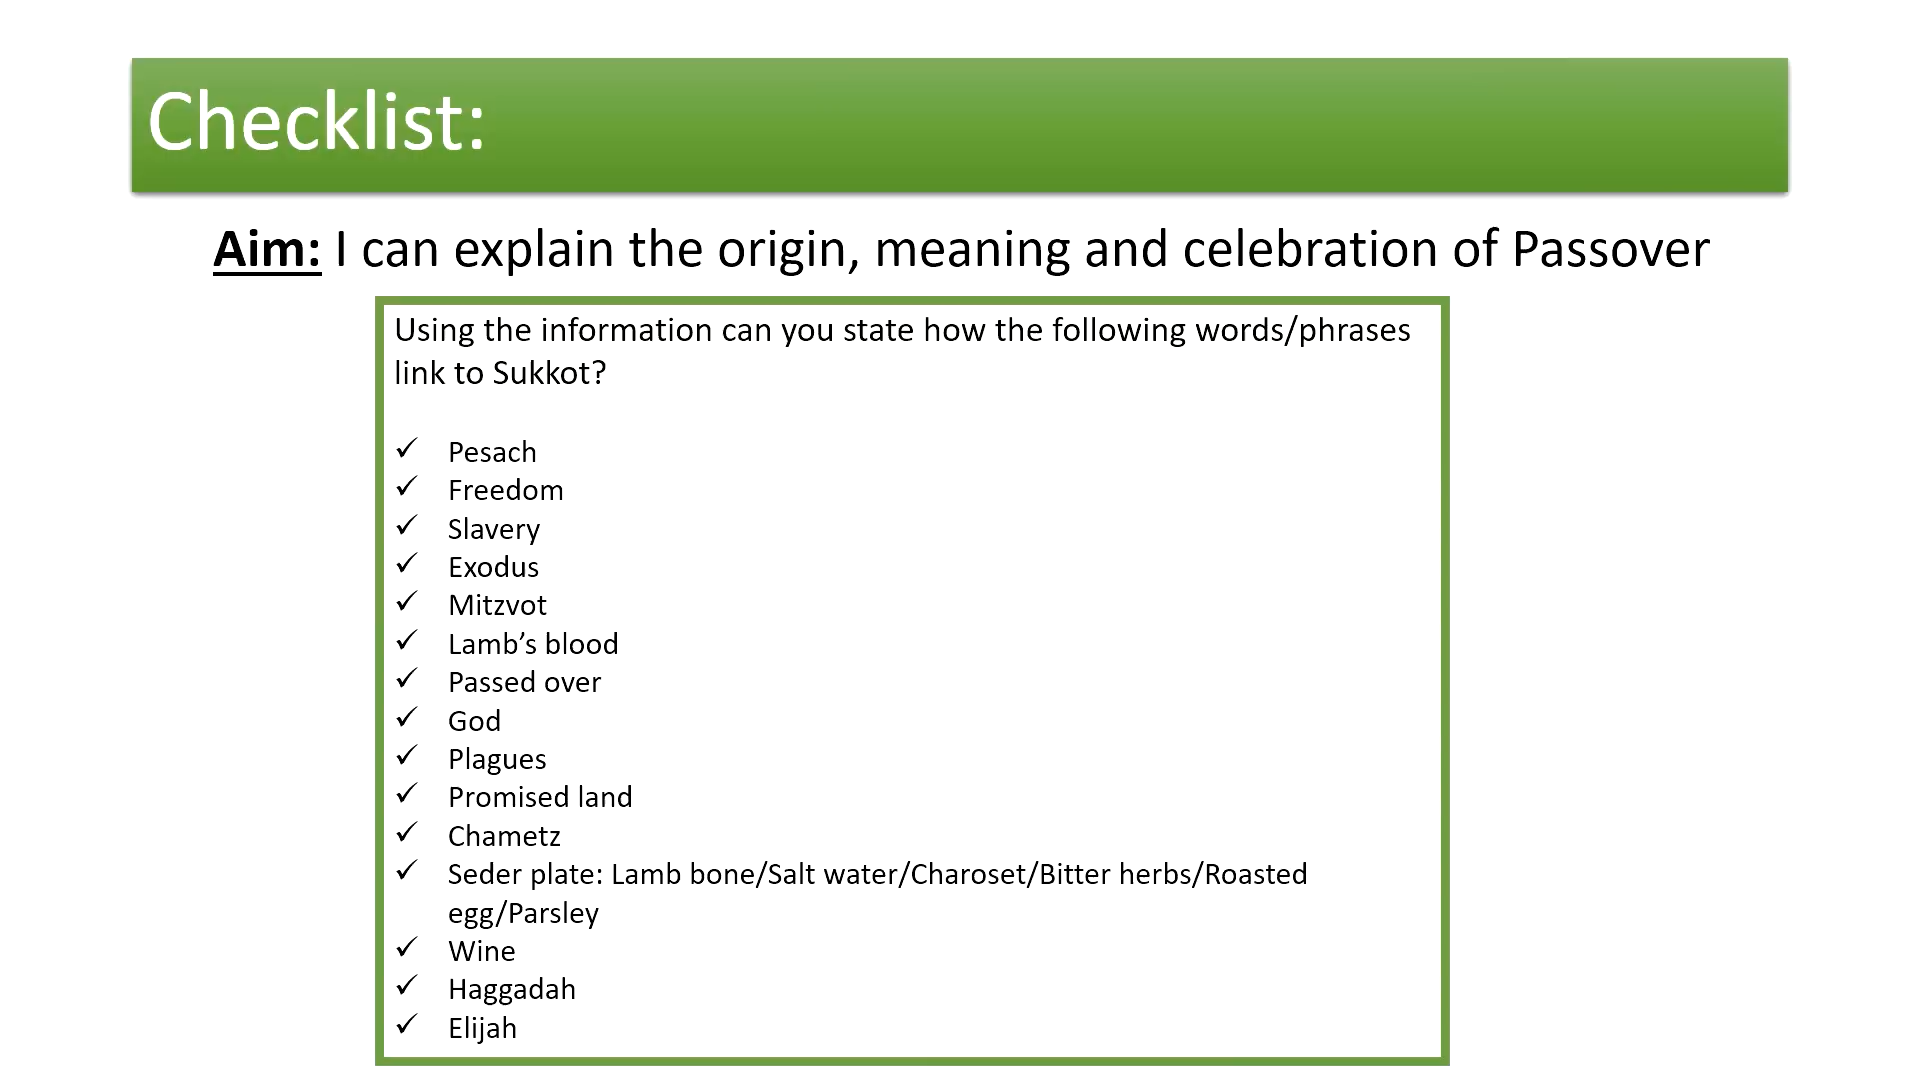 Checklist:
Aim: I can explain the origin, meaning and celebration of Passover
Using the information can you state how the following words/phrases
link to Sukkot?
✓ Pesach
✓ Freedom
✓ Slavery
✓ Exodus
✓ Mitzvot
✓ Lamb’s blood
✓ Passed over
✓ God
✓ Plagues
✓ Promised land
✓ Chametz
✓ Seder plate: Lamb bone/Salt water/Charoset/Bitter herbs/Roasted
egg/Parsley
✓ Wine
✓ Haggadah
✓ Elijah